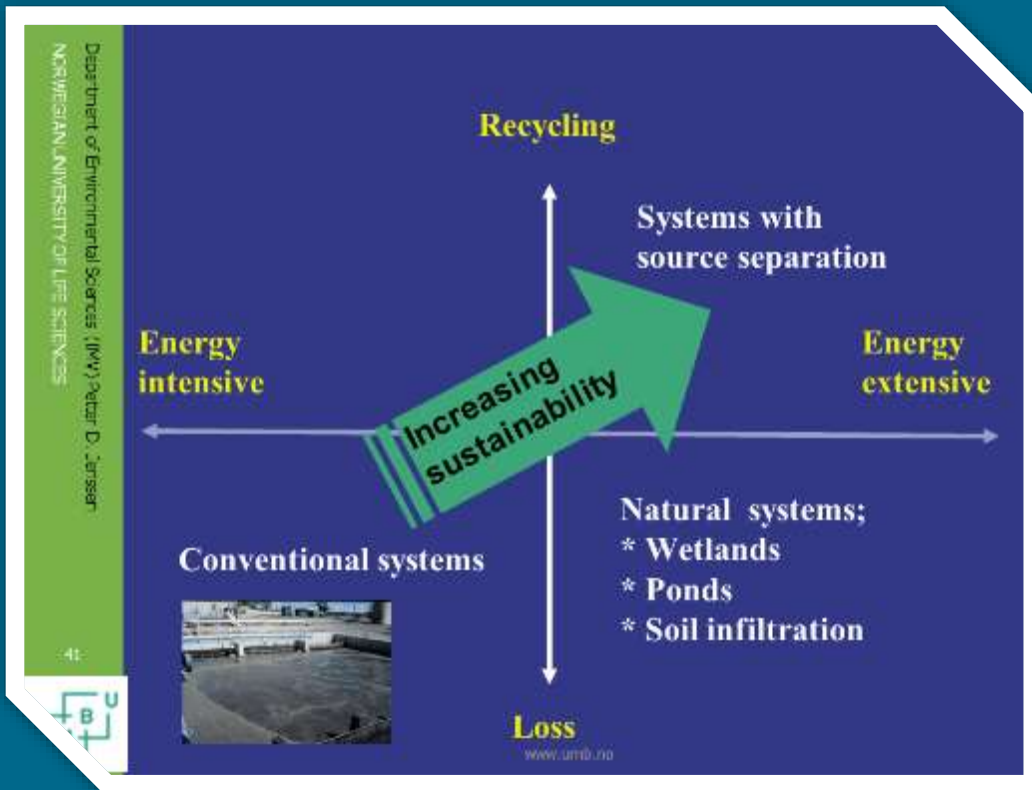 Department of Environmental Sciences (IMV) Petter D. Jenssen
NORWEGIAN UNIVERSITY OF LIFE SCIENCES
Recycling
Systems with
source separation
Energy
intensive
Energy
extensive
Increasing
sustainability
Natural systems;
* Wetlands
* Ponds
* Soil infiltration
Conventional systems
41
U
B
Loss
www.umb.no